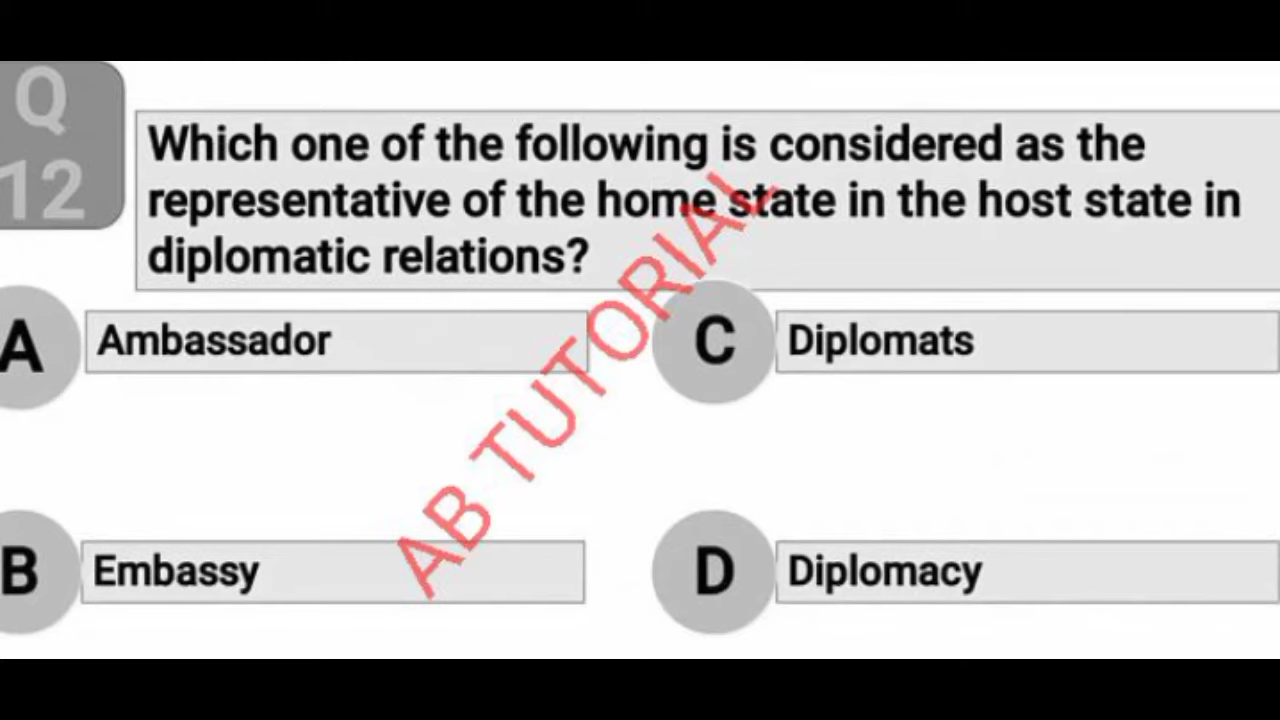 Q
12
Which one of the following is considered as the
representative of the home state in the host state in
diplomatic relations?
A
Ambassador
C
Diplomats
B
Embassy
D
Diplomacy
AB TUTORIAL